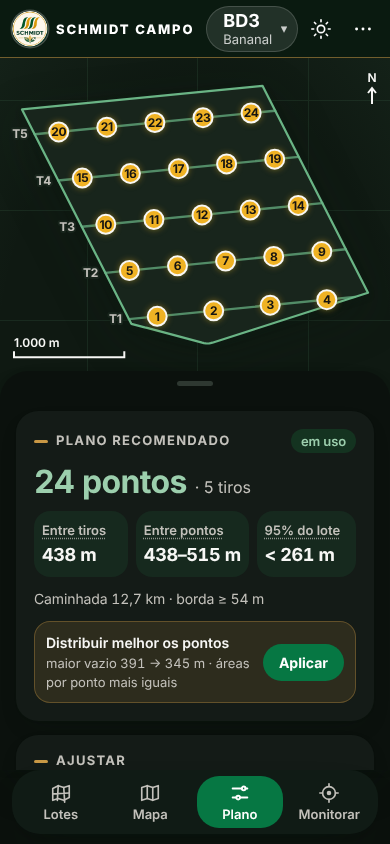 SCHMIDT
SCHMIDT CAMPO
BD3
Bananal
N
T5 20 21 22 23 24
T4 15 16 17 18 19
T3 10 11 12 13 14
T2 5 6 7 8 9
T1 1 2 3 4
1.000 m
PLANO RECOMENDADO
em uso
24 pontos · 5 tiros
Entre tiros
438 m
Entre pontos
438–515 m
95% do lote
< 261 m
Caminhada 12,7 km · borda ≥ 54 m
Distribuir melhor os pontos
maior vazio 391 → 345 m · áreas
por ponto mais iguais
Aplicar
AJUSTAR
Lotes
Mapa
Plano
Monitorar